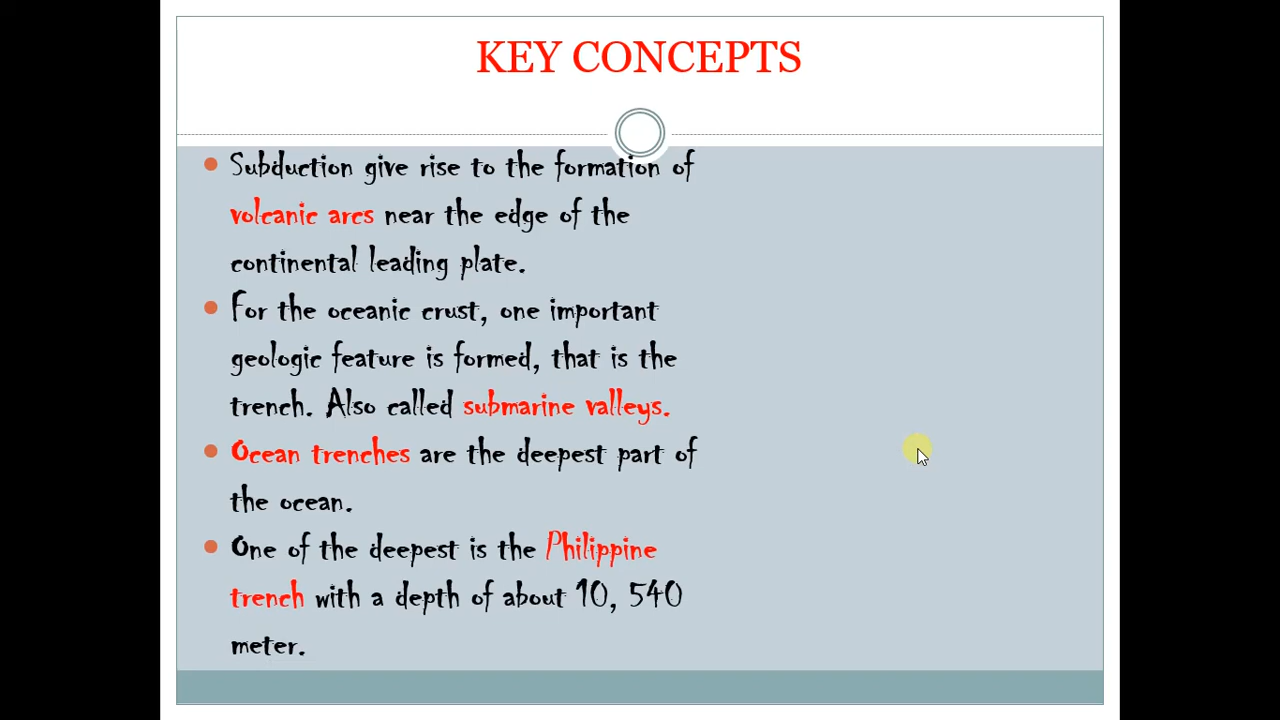 KEY CONCEPTS
Subduction give rise to the formation of
volcanic arcs near the edge of the
continental leading plate.
For the oceanic crust, one important
geologic feature is formed, that is the
trench. Also called submarine valleys.
Ocean trenches are the deepest part of
the ocean.
One of the deepest is the Philippine
trench with a depth of about 10, 540
meter.